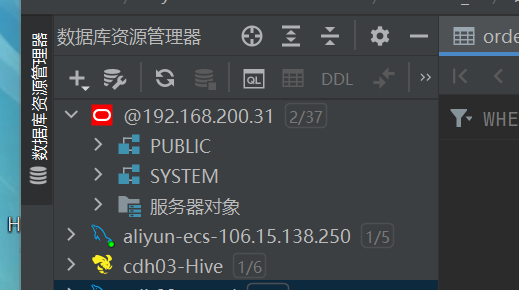 数据库资源管理器
数据库资源管理器
orde
QL
DDL
@192.168.200.31 2/37
PUBLIC
WHE
SYSTEM
服务器对象
H
aliyun-ecs-106.15.138.250 1/5
cdh03-Hive 1/6